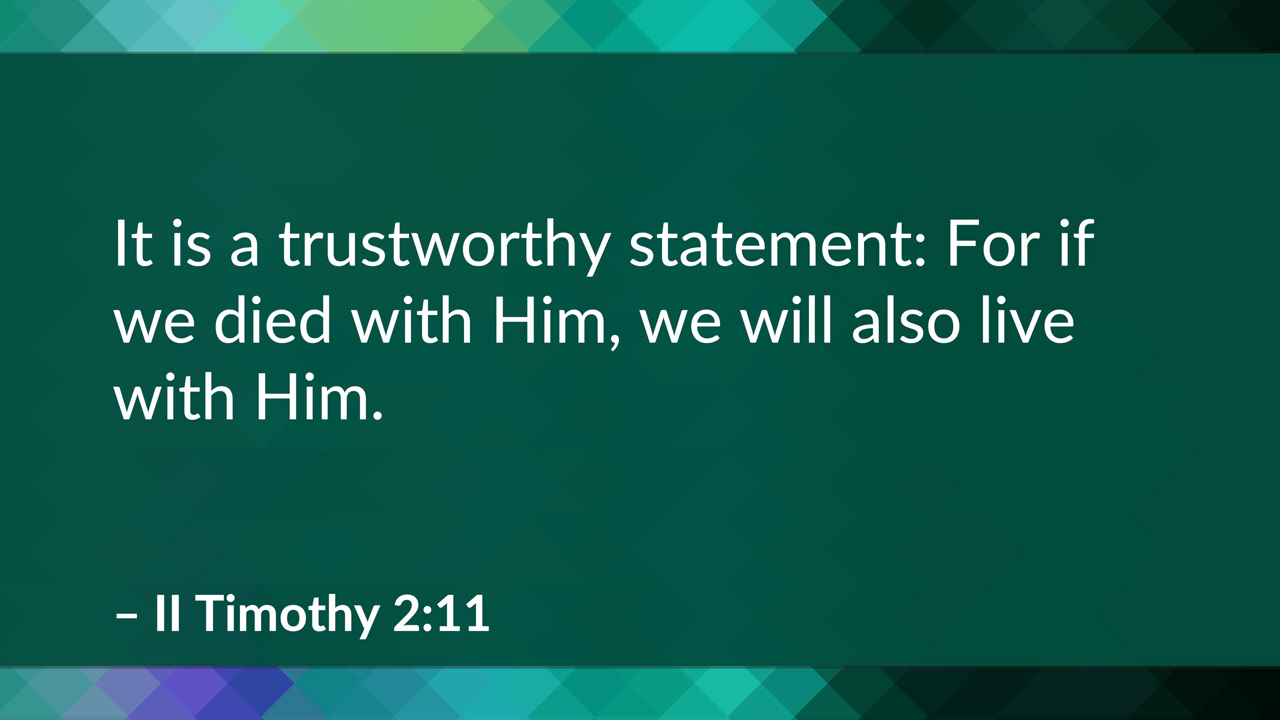 It is a trustworthy statement: For if
we died with Him, we will also live
with Him.
– II Timothy 2:11